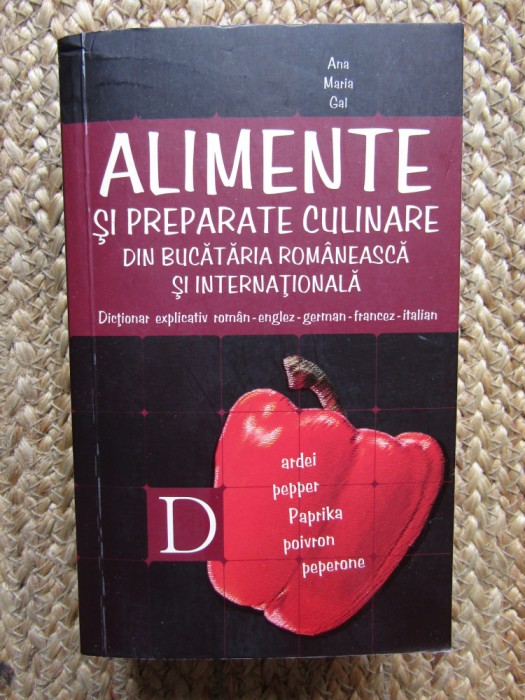 Ana
Maria
Gal
ALIMENTE
ŞI PREPARATE CULINARE
DIN BUCĂTĂRIA ROMÂNEASCĂ
ŞI INTERNAŢIONALĂ
Dicţionar explicativ român-englez-german-francez-italian
ardei
pepper
Paprika
poivron
peperone
D